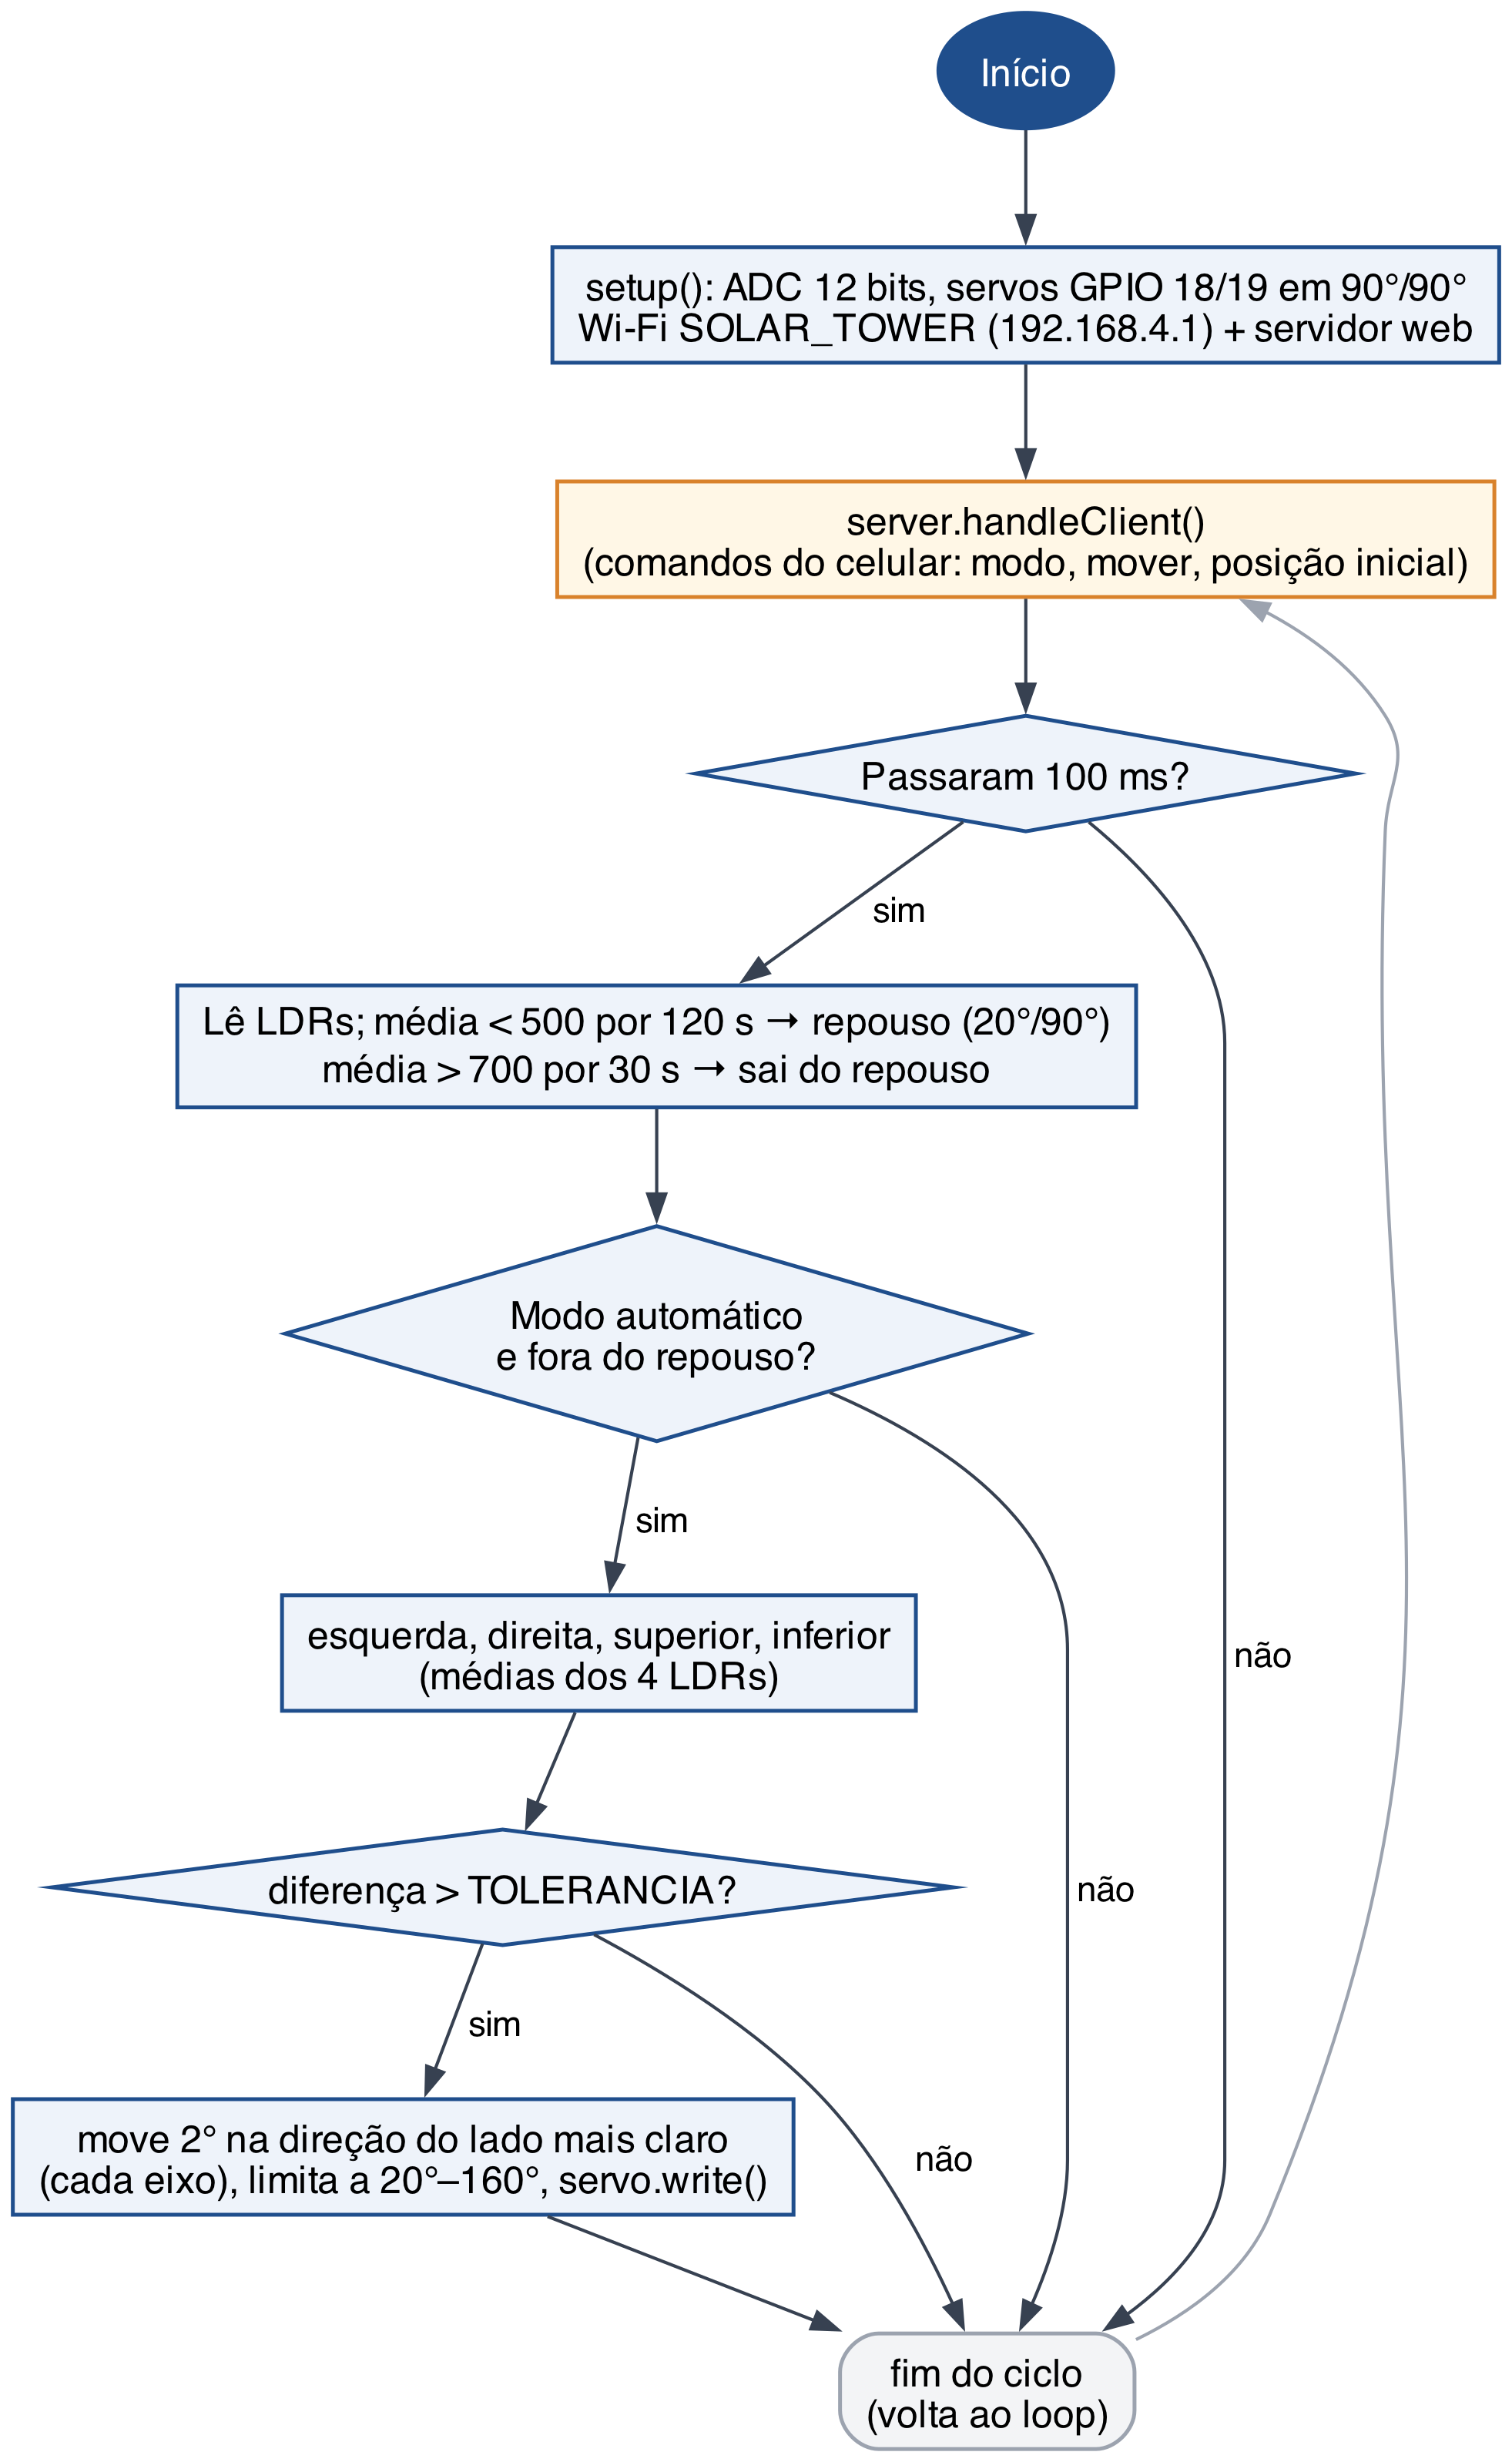 Início
setup(): ADC 12 bits, servos GPIO 18/19 em 90°/90°
Wi-Fi SOLAR_TOWER (192.168.4.1) + servidor web
server.handleClient()
(comandos do celular: modo, mover, posição inicial)
Passaram 100 ms?
sim
Lê LDRs; média < 500 por 120 s → repouso (20°/90°)
média > 700 por 30 s → sai do repouso
Modo automático
e fora do repouso?
sim
esquerda, direita, superior, inferior
(médias dos 4 LDRs)
não
diferença > TOLERANCIA?
não
sim
move 2° na direção do lado mais claro
(cada eixo), limita a 20°–160°, servo.write()
não
fim do ciclo
(volta ao loop)